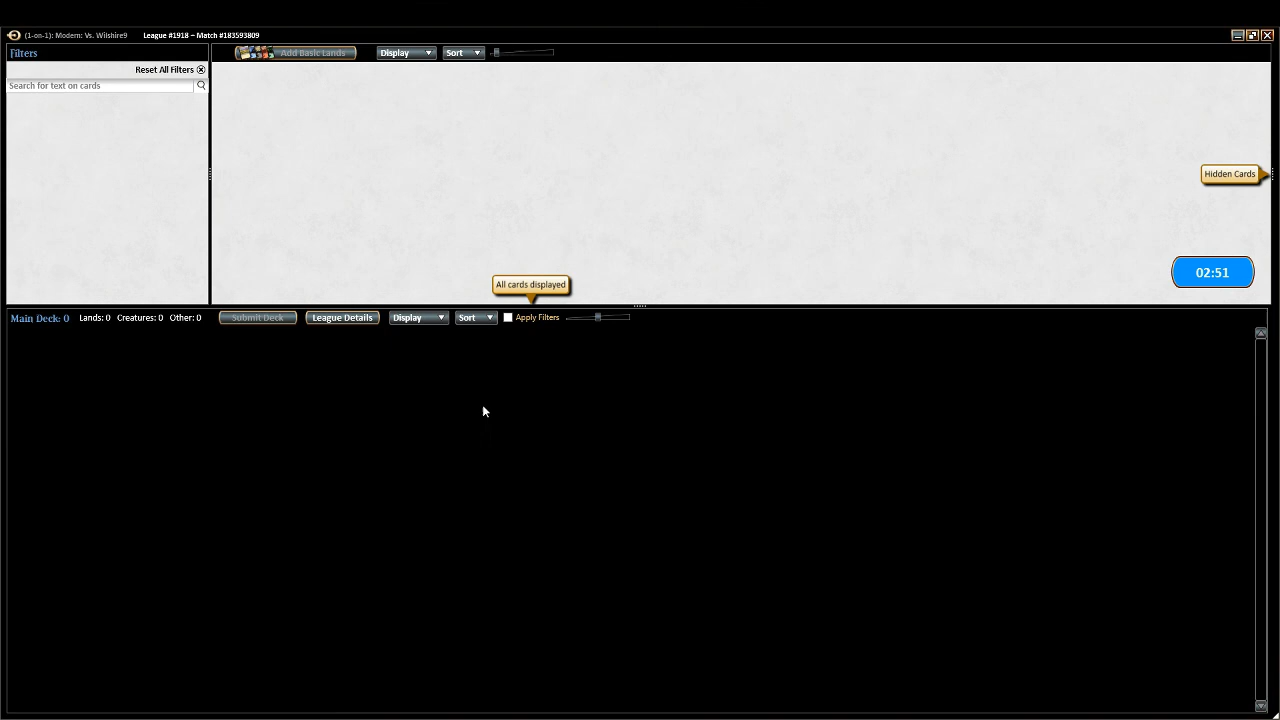 (1-on-1): Modern: Vs. Wilshire9 League #1918 – Match #183593809
Filters
Add Basic Lands Display Sort
Reset All Filters
Search for text on cards
Hidden Cards
02:51
All cards displayed
Main Deck: 0 Lands: 0 Creatures: 0 Other: 0 Submit Deck League Details Display Sort Apply Filters